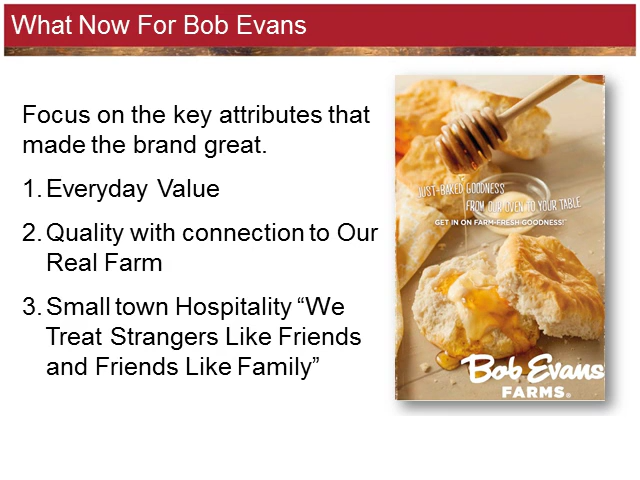 What Now For Bob Evans
Focus on the key attributes that
made the brand great.
1. Everyday Value
2. Quality with connection to Our
Real Farm
3. Small town Hospitality “We
Treat Strangers Like Friends
and Friends Like Family”
JUST-BAKED GOODNESS
FROM OUR OVEN TO YOUR TABLE
GET IN ON FARM-FRESH GOODNESS!™
Bob Evans
FARMS®